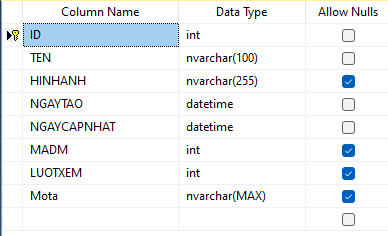 Column Name Data Type Allow Nulls
ID int
TEN nvarchar(100)
HINHANH nvarchar(255)
NGAYTAO datetime
NGAYCAPNHAT datetime
MADM int
LUOTXEM int
Mota nvarchar(MAX)